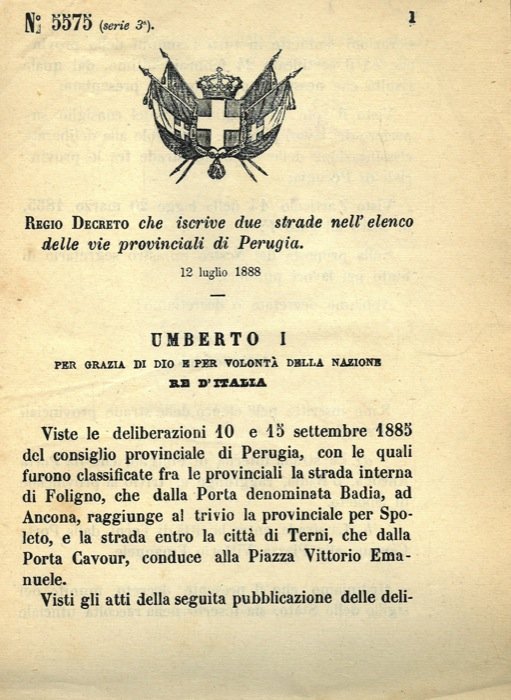 N.° 5575 (serie 3ª).
1
REGIO DECRETO che iscrive due strade nell'elenco
delle vie provinciali di Perugia.
12 luglio 1888
UMBERTO I
PER GRAZIA DI DIO E PER VOLONTÀ DELLA NAZIONE
RE D'ITALIA
Viste le deliberazioni 10 e 15 settembre 1885
del consiglio provinciale di Perugia, con le quali
furono classificate fra le provinciali la strada interna
di Foligno, che dalla Porta denominata Badia, ad
Ancona, raggiunge al trivio la provinciale per Spo-
leto, e la strada entro la città di Terni, che dalla
Porta Cavour, conduce alla Piazza Vittorio Ema-
nuele.
Visti gli atti della seguita pubblicazione delle deli-